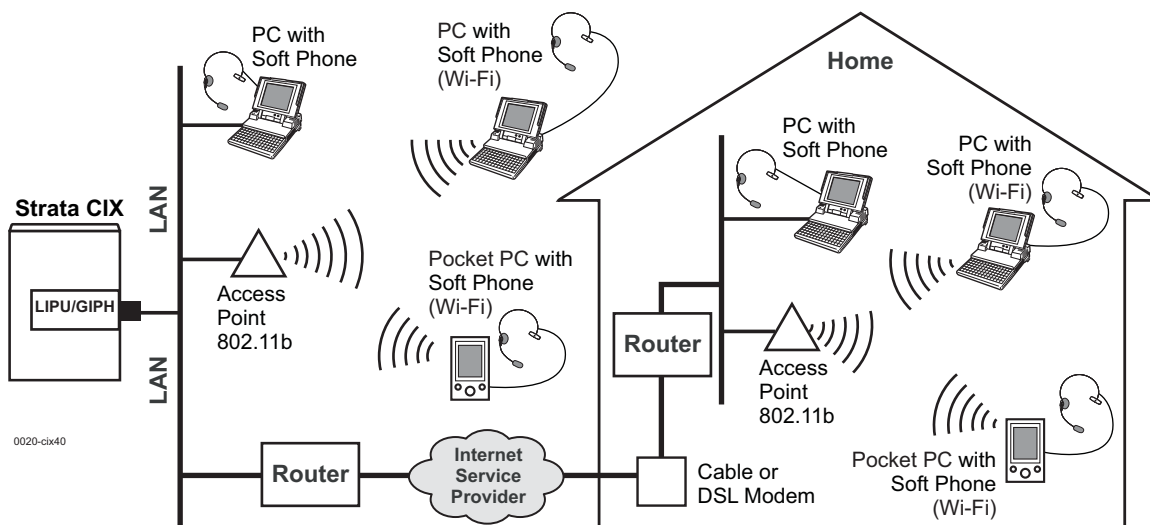 PC with
Soft Phone
PC with
Soft Phone
(Wi-Fi)
Home
PC with
Soft Phone
PC with
Soft Phone
(Wi-Fi)
LAN
Strata CIX
LIPU/GIPH
Access
Point
802.11b
Pocket PC with
Soft Phone
(Wi-Fi)
Router
Access
Point
802.11b
LAN
0020-cix40
Router
Internet
Service
Provider
Cable or
DSL Modem
Pocket PC with
Soft Phone
(Wi-Fi)